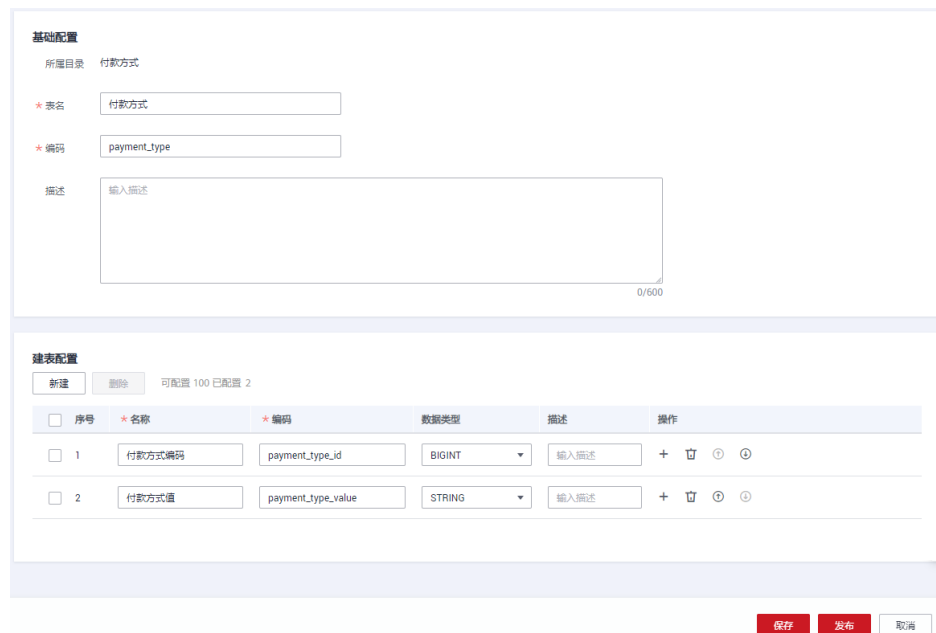 基础配置
所属目录 付款方式
* 表名 付款方式
* 编码 payment_type
描述 输入描述
0/600
建表配置
新建 删除 可配置 100 已配置 2
序号 * 名称 * 编码 数据类型 描述 操作
1 付款方式编码 payment_type_id BIGINT 输入描述
2 付款方式值 payment_type_value STRING 输入描述
保存 发布 取消